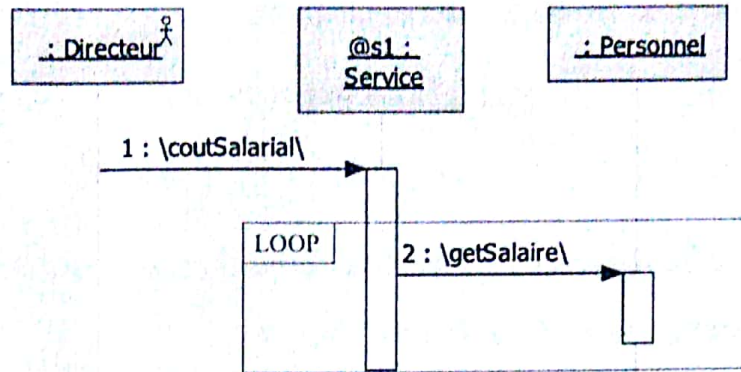 : Directeur
@s1 :
Service
: Personnel
1 : \coutSalarial\
LOOP
2 : \getSalaire\